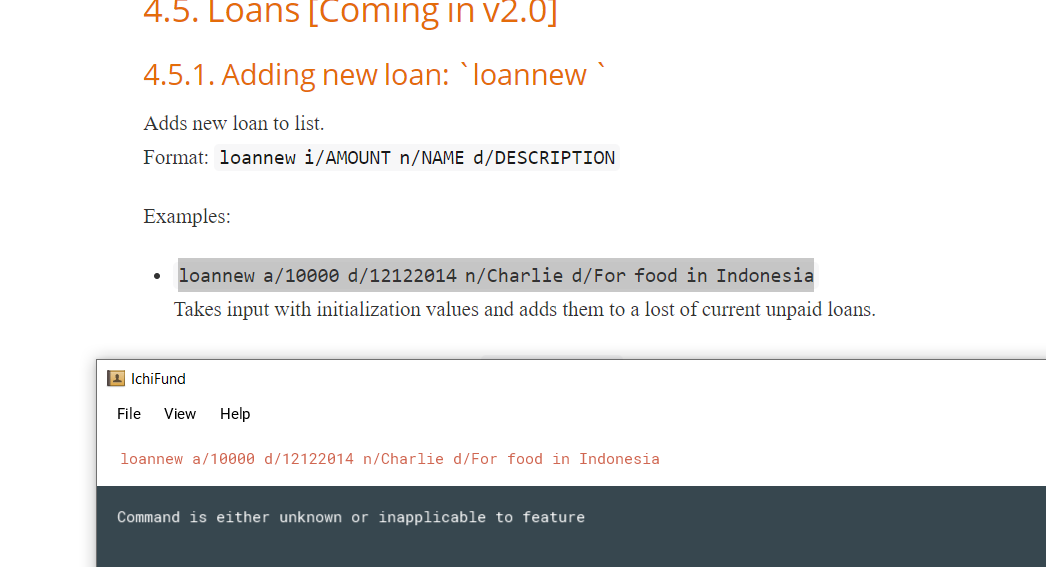 4.5. Loans [Coming in v2.0]
4.5.1. Adding new loan: `loannew `
Adds new loan to list.
Format: loannew i/AMOUNT n/NAME d/DESCRIPTION
Examples:
• loannew a/10000 d/12122014 n/Charlie d/For food in Indonesia
Takes input with initialization values and adds them to a lost of current unpaid loans.
IchiFund
File View Help
loannew a/10000 d/12122014 n/Charlie d/For food in Indonesia
Command is either unknown or inapplicable to feature